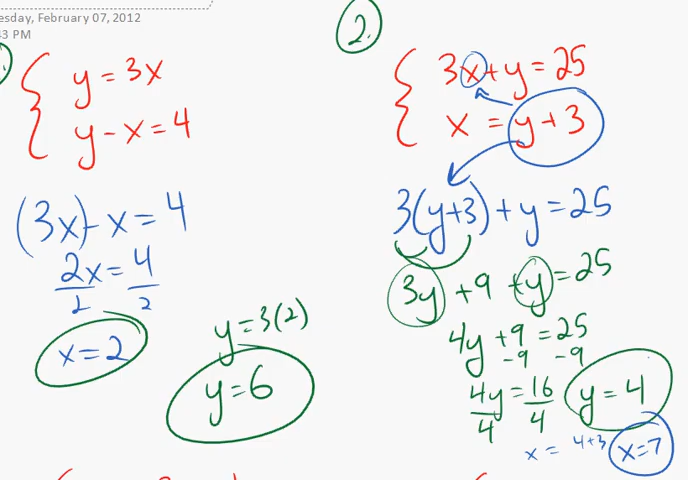 esday, February 07, 2012
3 PM
y = 3x
y - x = 4
(3x) - x = 4
2x = 4
2 2
x = 2
y = 3(2)
y = 6
2.
3x + y = 25
x = y + 3
3(y+3) + y = 25
3y + 9 + y = 25
4y + 9 = 25
-9 -9
4y = 16
4 4
y = 4
x = 4+3
x = 7